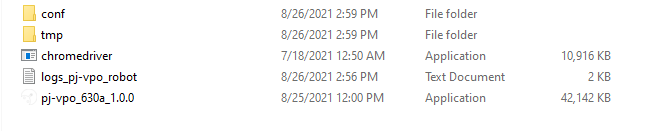 conf 8/26/2021 2:59 PM File folder
tmp 8/26/2021 2:59 PM File folder
chromedriver 7/18/2021 12:50 AM Application 10,916 KB
logs_pj-vpo_robot 8/26/2021 2:56 PM Text Document 2 KB
pj-vpo_630a_1.0.0 8/25/2021 12:00 PM Application 42,142 KB